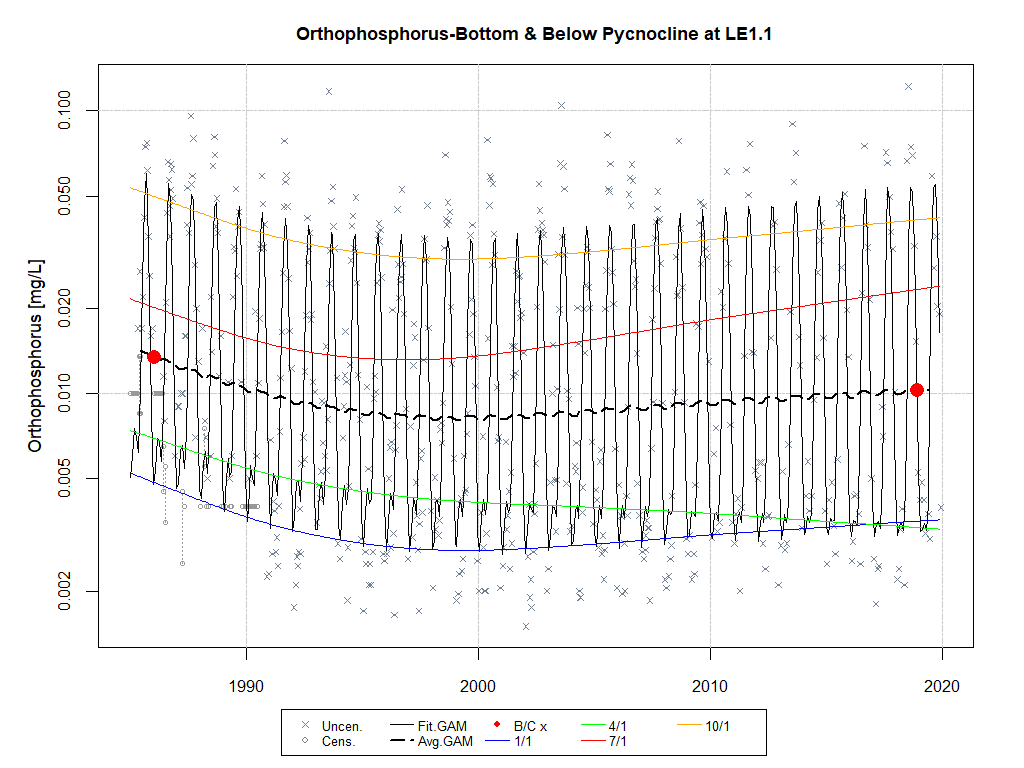 Orthophosphorus-Bottom & Below Pycnocline at LE1.1
Orthophosphorus [mg/L]
0.100
0.050
0.020
0.010
0.005
0.002
1990 2000 2010 2020
Uncen. Fit.GAM B/C x 4/1 10/1
Cens. Avg.GAM 1/1 7/1